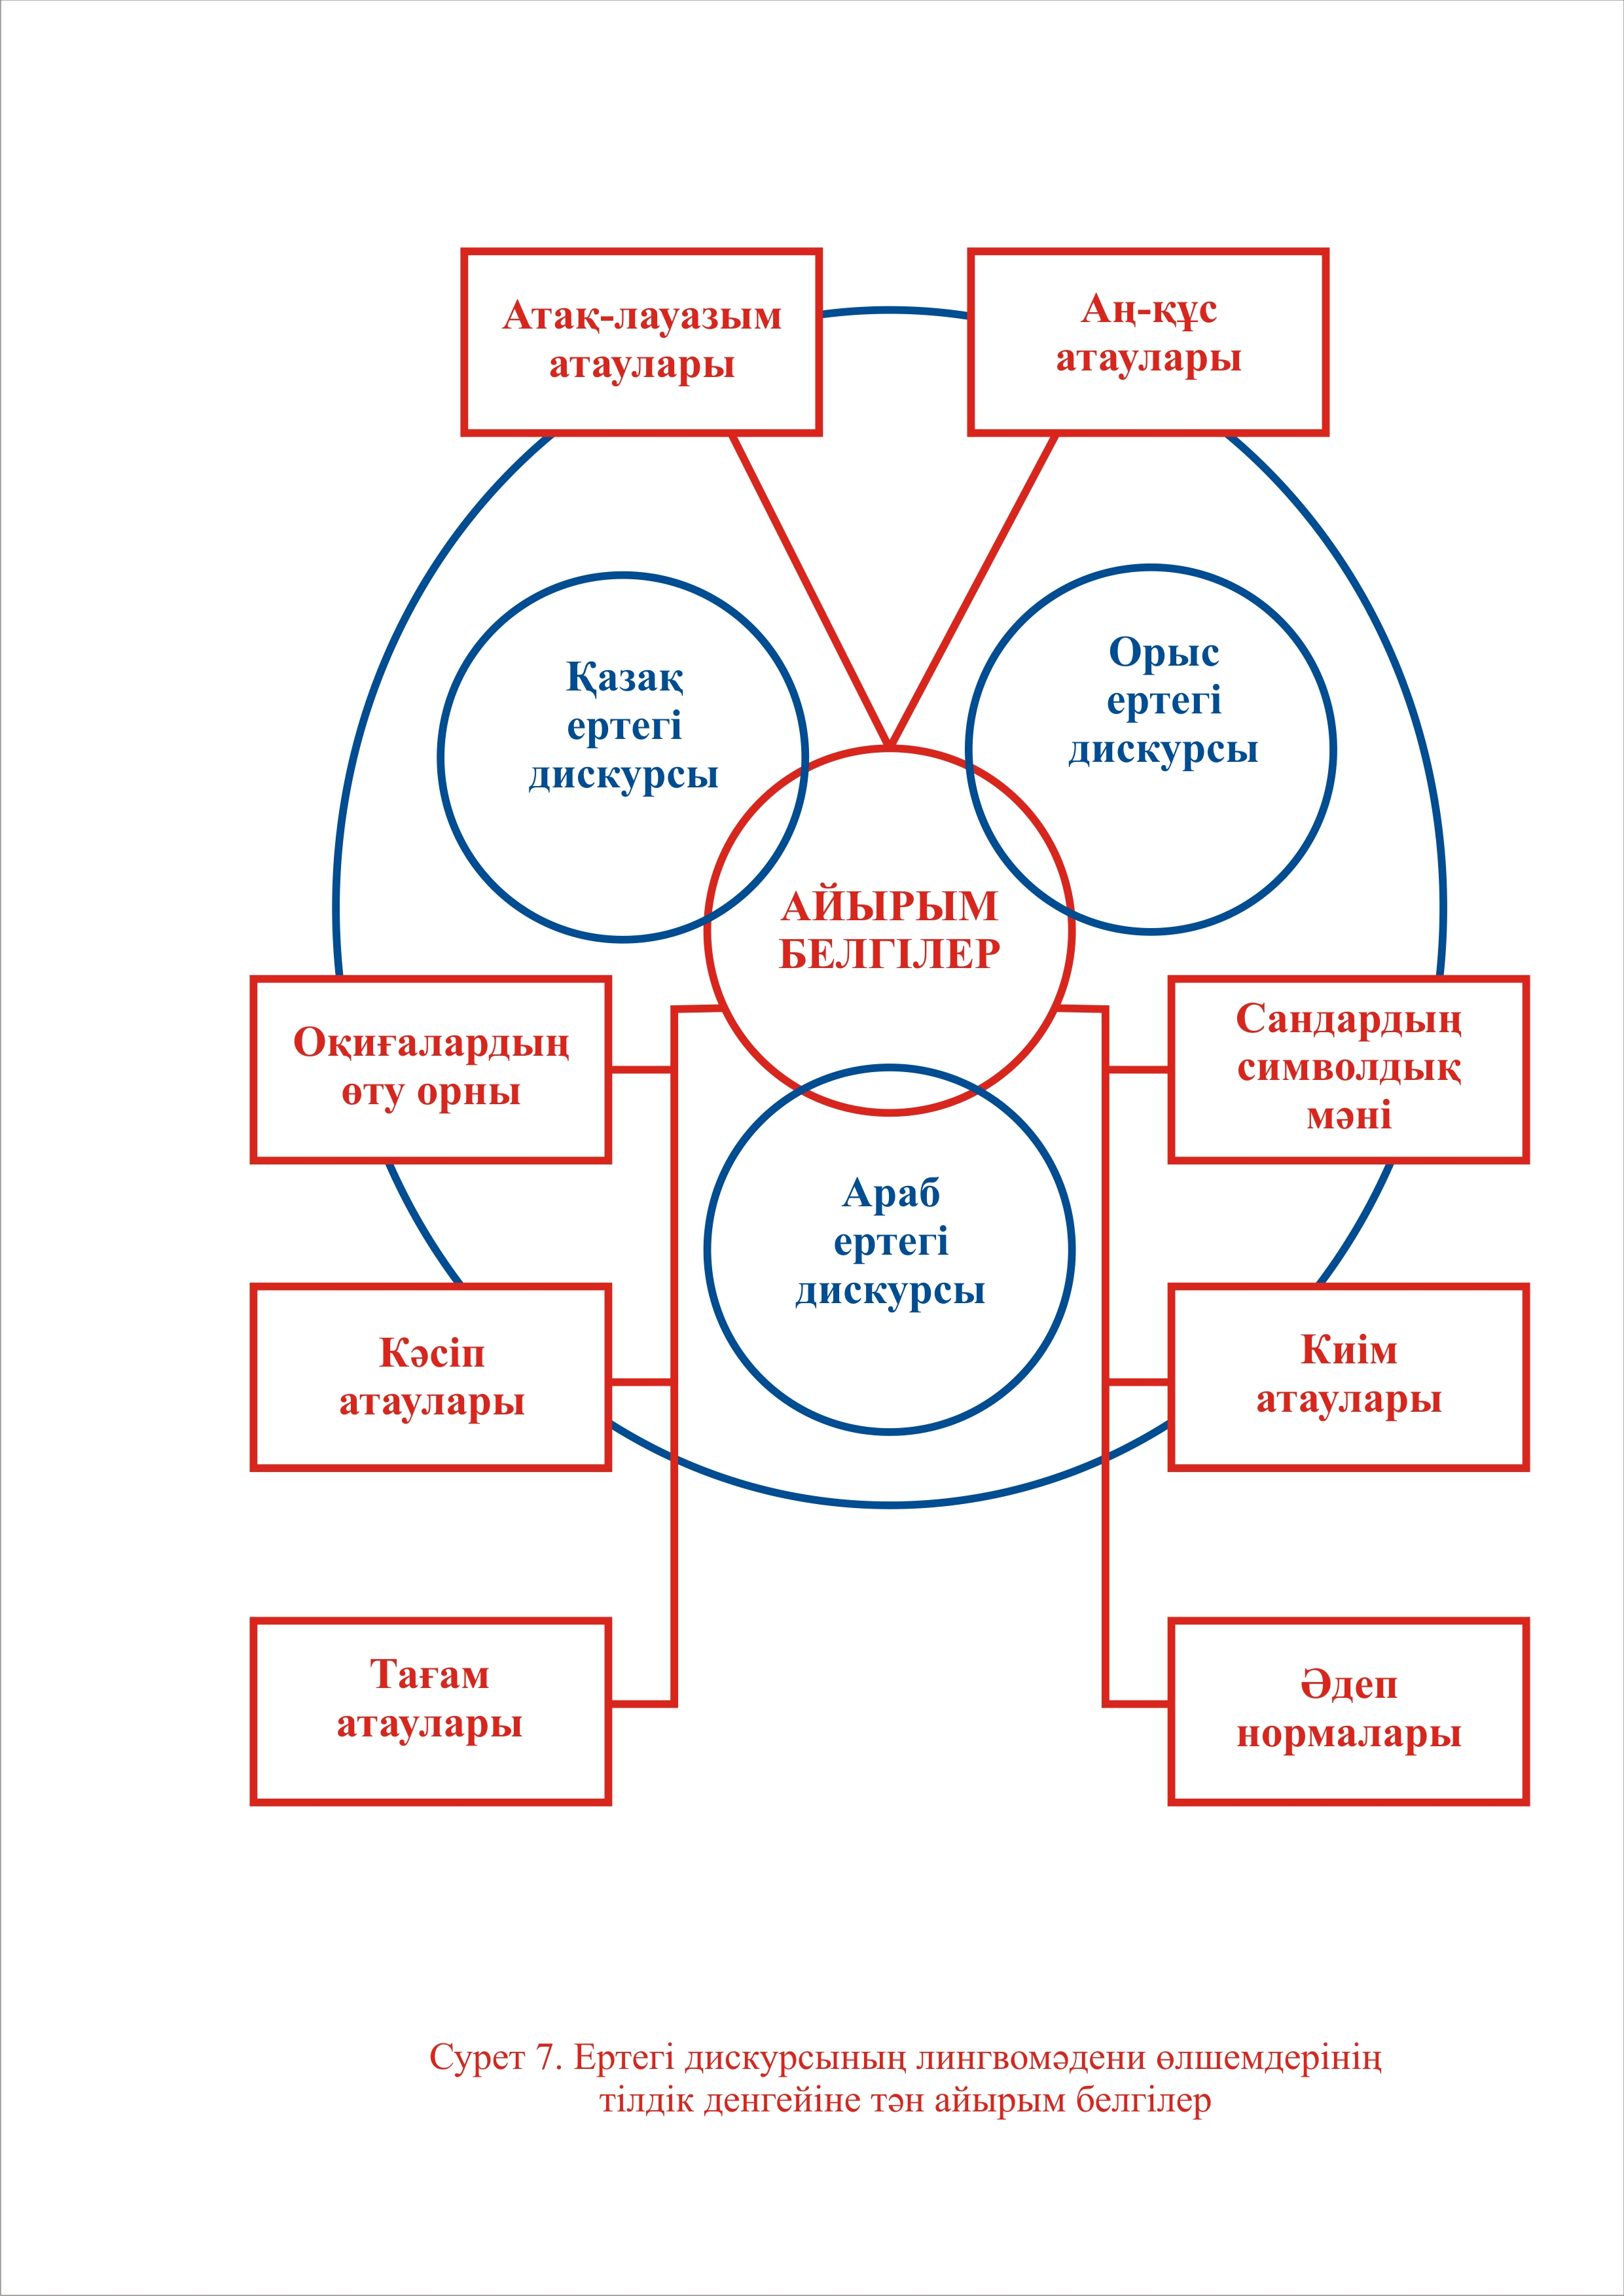 Атақ-лауазым
атаулары
Аң-құс
атаулары
Қазақ
ертегі
дискурсы
Орыс
ертегі
дискурсы
АЙЫРЫМ
БЕЛГІЛЕР
Оқиғалардың
өту орны
Сандардың
символдық
мәні
Араб
ертегі
дискурсы
Кәсіп
атаулары
Киім
атаулары
Тағам
атаулары
Әдеп
нормалары
Сурет 7. Ертегі дискурсының лингвомәдени өлшемдерінің
тілдік денгейіне тән айырым белгілер